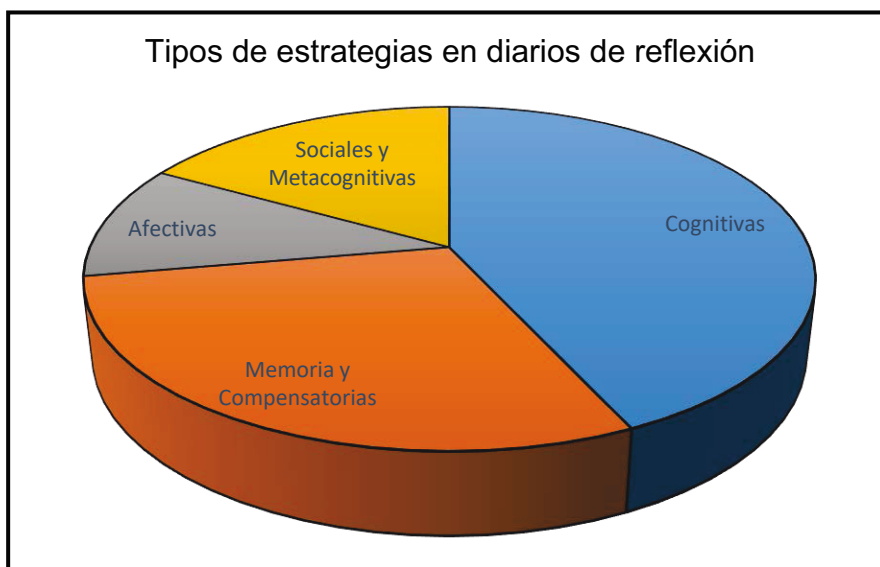 Tipos de estrategias en diarios de reflexión
Sociales y
Metacognitivas
Cognitivas
Afectivas
Memoria y
Compensatorias